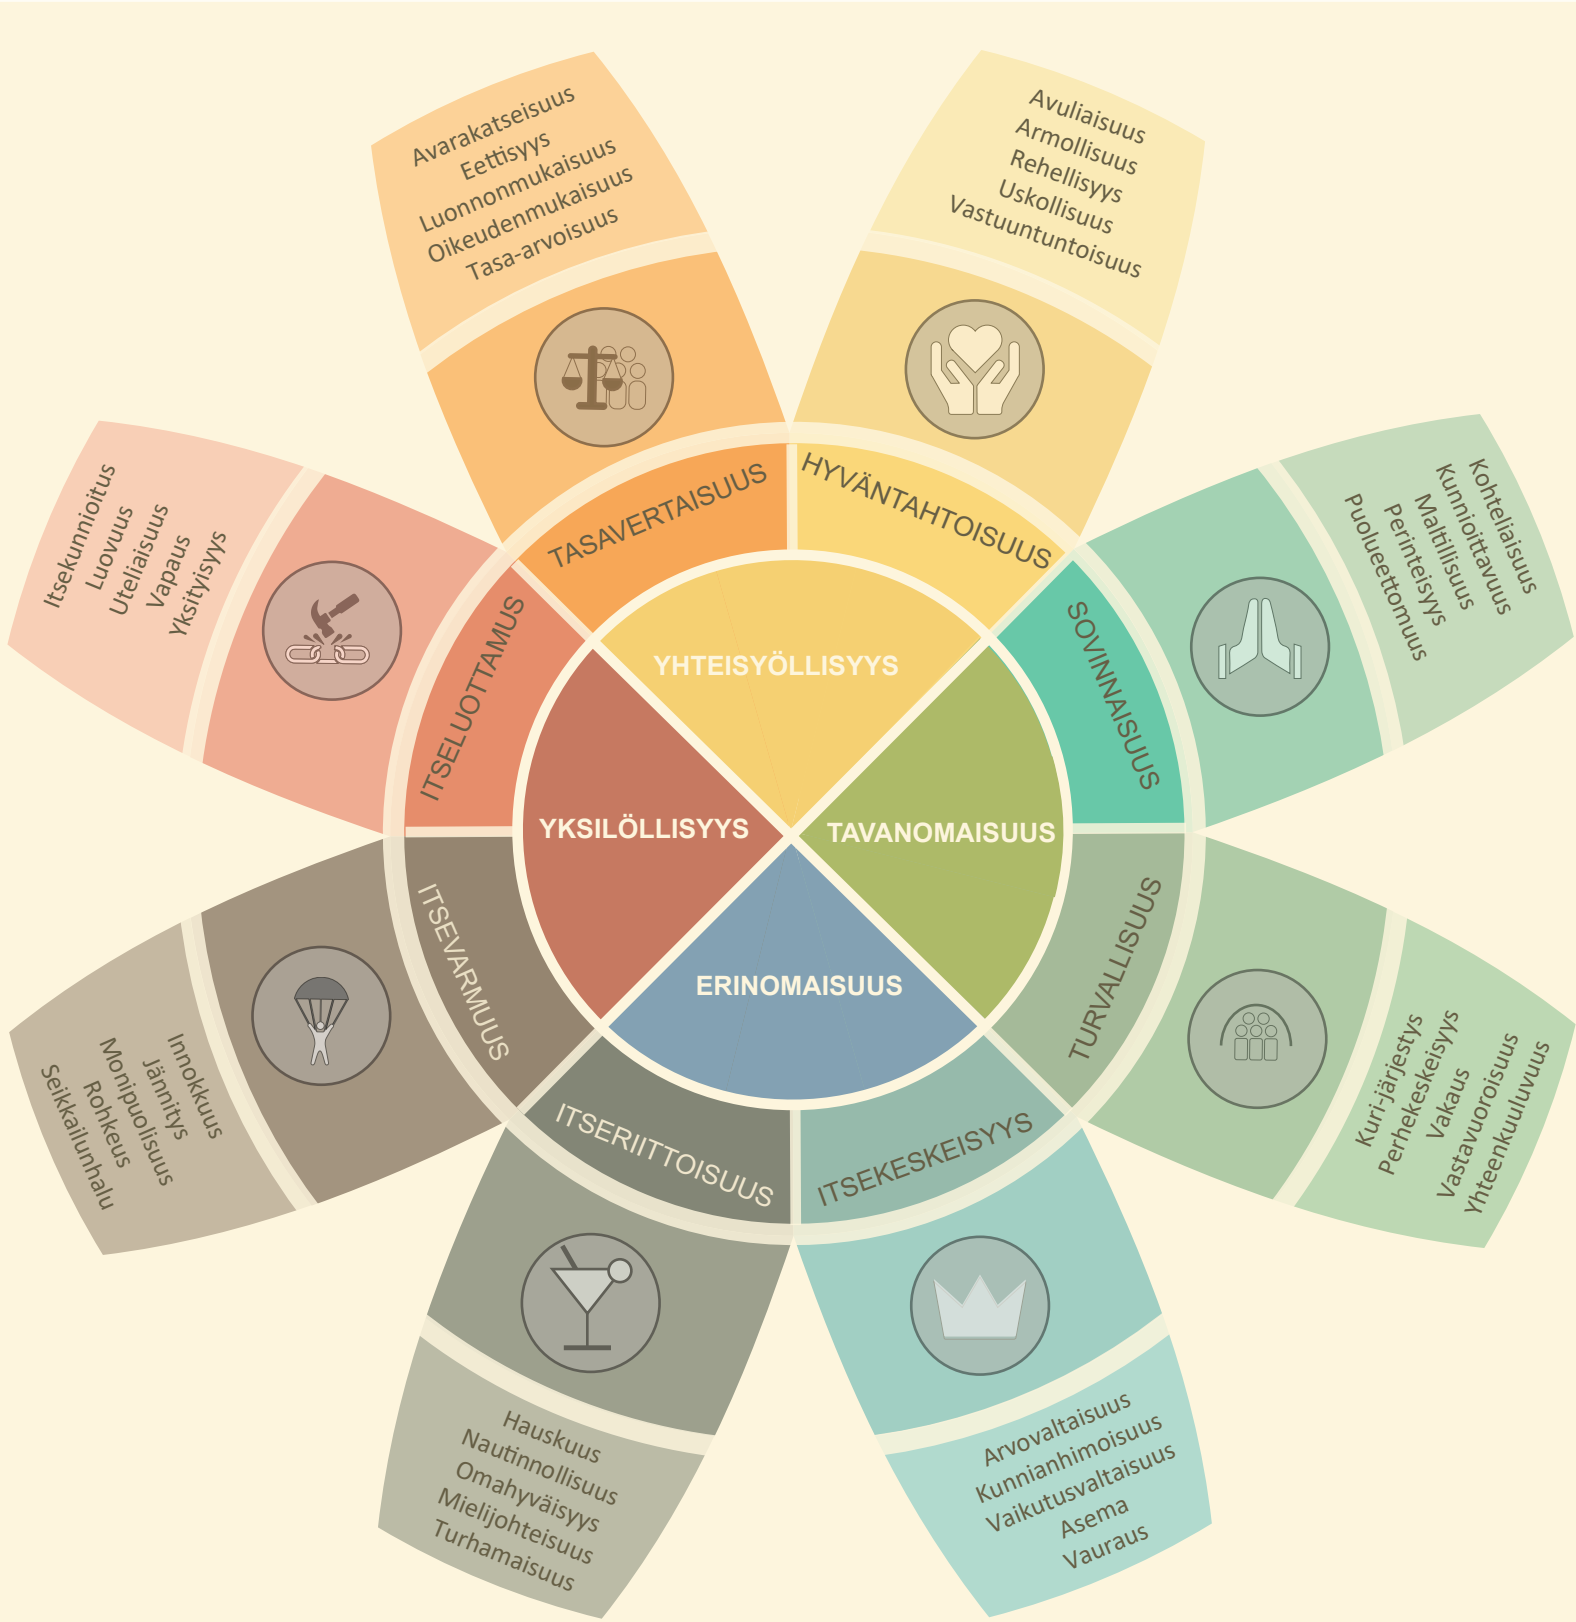 Avarakatseisuus
Eettisyys
Luonnonmukaisuus
Oikeudenmukaisuus
Tasa-arvoisuus
Avuliaisuus
Armollisuus
Rehellisyys
Uskollisuus
Vastuuntuntoisuus
TASAVERTAISUUS
HYVÄNTAHTOISUUS
Itsekunnioitus
Luovuus
Uteliaisuus
Vapaus
Yksityisyys
ITSELUOTTAMUS
SOVINNAISUUS
Kohteliaisuus
Kunnioittavuus
Maltillisuus
Perinteisyys
Puolueettomuus
YHTEISYÖLLISYYS
YKSILÖLLISYYS
TAVANOMAISUUS
ERINOMAISUUS
ITSEVARMUUS
Innokkuus
Jännitys
Monipuolisuus
Rohkeus
Seikkailunhalu
TURVALLISUUS
Kuri-järjestys
Perhekeskeisyys
Vakaus
Vastavuoroisuus
Yhteenkuuluvuus
ITSERIITTOISUUS
ITSEKESKEISYYS
Hauskuus
Nautinnollisuus
Omahyväisyys
Mielijohteisuus
Turhamaisuus
Arvovaltaisuus
Kunnianhimoisuus
Vaikutusvaltaisuus
Asema
Vauraus